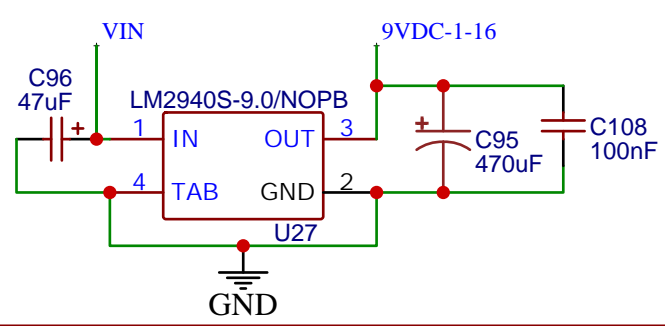 VIN
9VDC-1-16
C96
47uF
+
LM2940S-9.0/NOPB
1
IN
OUT
3
+
C95
470uF
C108
100nF
4
TAB
GND
2
U27
GND